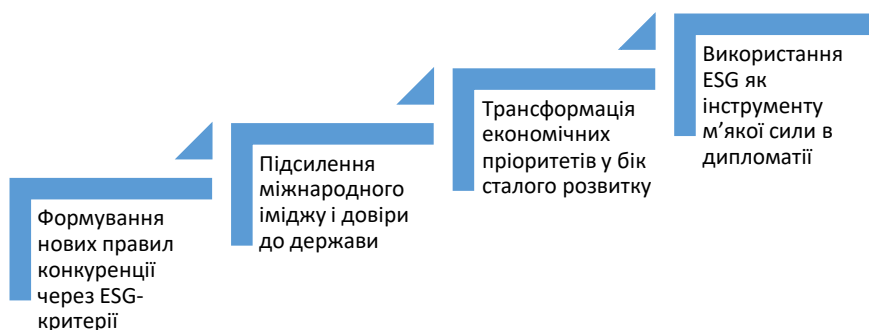 Формування
нових правил
конкуренції
через ESG-
критерії
Підсилення
міжнародного
іміджу і довіри
до держави
Трансформація
економічних
пріоритетів у бік
сталого розвитку
Використання
ESG як
інструменту
м’якої сили в
дипломатії